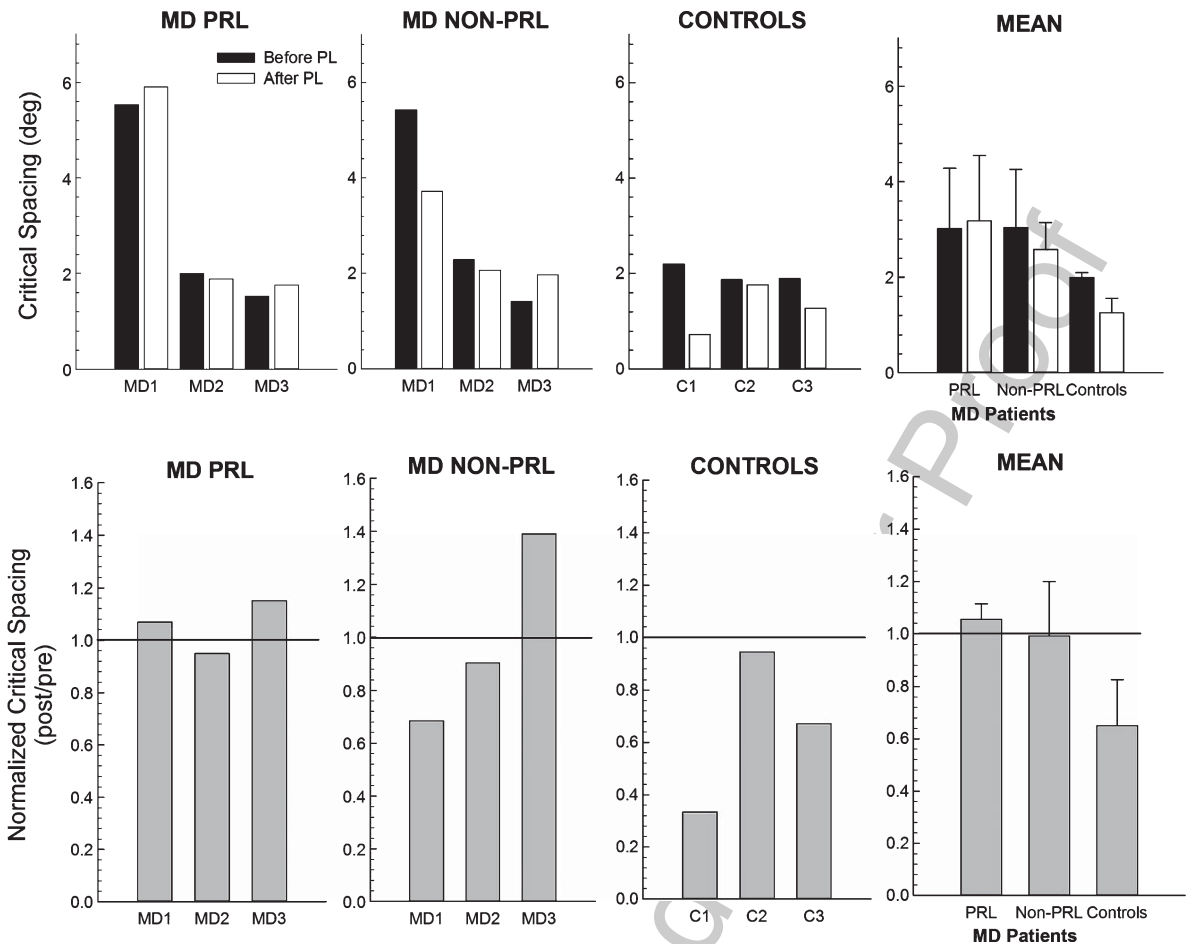 MD PRL
MD NON-PRL
CONTROLS
MEAN
Before PL
After PL
Critical Spacing (deg)
6
4
2
0
MD1 MD2 MD3
6
4
2
0
MD1 MD2 MD3
6
4
2
0
C1 C2 C3
6
4
2
0
PRL Non-PRL Controls
MD Patients
MD PRL
MD NON-PRL
CONTROLS
MEAN
Normalized Critical Spacing
(post/pre)
1.6
1.4
1.2
1.0
0.8
0.6
0.4
0.2
0.0
MD1 MD2 MD3
1.6
1.4
1.2
1.0
0.8
0.6
0.4
0.2
0.0
MD1 MD2 MD3
1.6
1.4
1.2
1.0
0.8
0.6
0.4
0.2
0.0
C1 C2 C3
1.6
1.4
1.2
1.0
0.8
0.6
0.4
0.2
0.0
PRL Non-PRL Controls
MD Patients
Proof